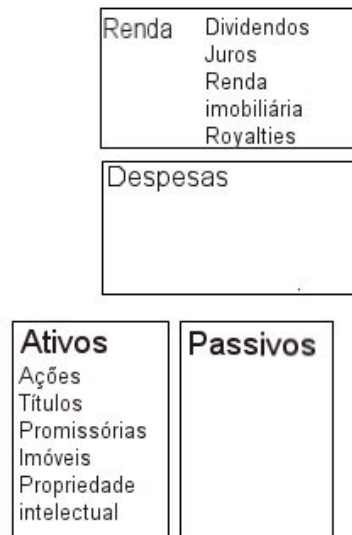 Renda Dividendos
Juros
Renda
imobiliária
Royalties
Despesas
Ativos
Ações
Títulos
Promissórias
Imóveis
Propriedade
intelectual
Passivos